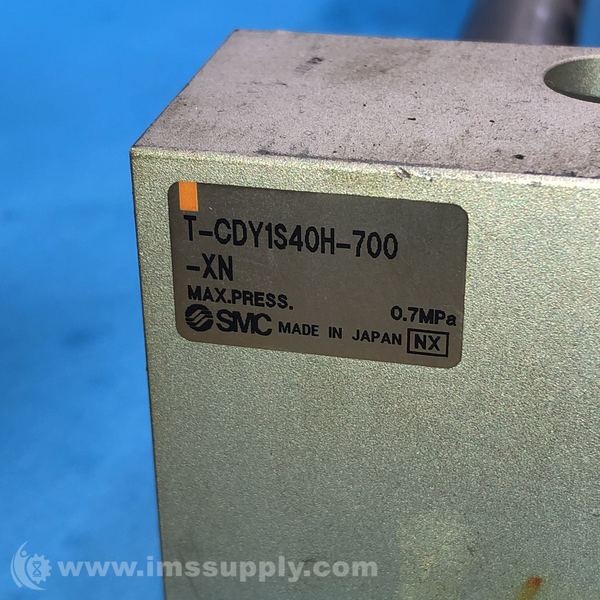 T-CDY1S40H-700
-XN
MAX.PRESS. 0.7MPa
SMC MADE IN JAPAN NX
www.imssupply.com